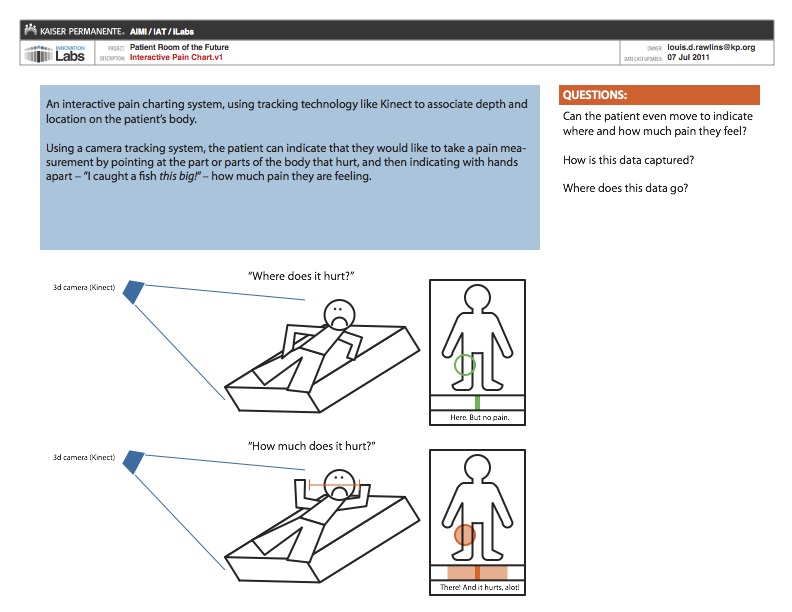 KAISER PERMANENTE. AIMI / IAT / ILabs
INNOVATION
Labs
PROJECT: Patient Room of the Future
DESCRIPTION: Interactive Pain Chart.v1
OWNER: louis.d.rawlins@kp.org
DATE LAST UPDATED: 07 Jul 2011
An interactive pain charting system, using tracking technology like Kinect to associate depth and
location on the patient's body.
Using a camera tracking system, the patient can indicate that they would like to take a pain mea-
surement by pointing at the part or parts of the body that hurt, and then indicating with hands
apart – "I caught a fish this big!" – how much pain they are feeling.
QUESTIONS:
Can the patient even move to indicate
where and how much pain they feel?
How is this data captured?
Where does this data go?
"Where does it hurt?"
3d camera (Kinect)
Here. But no pain.
"How much does it hurt?"
3d camera (Kinect)
There! And it hurts, alot!